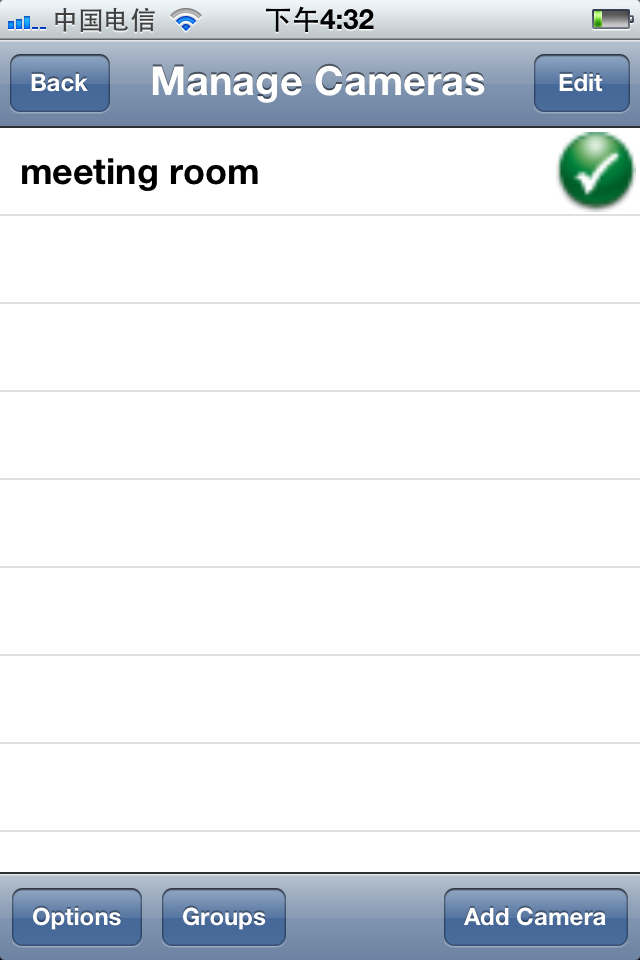 中国电信 下午4:32
Back Manage Cameras Edit
meeting room
Options Groups Add Camera